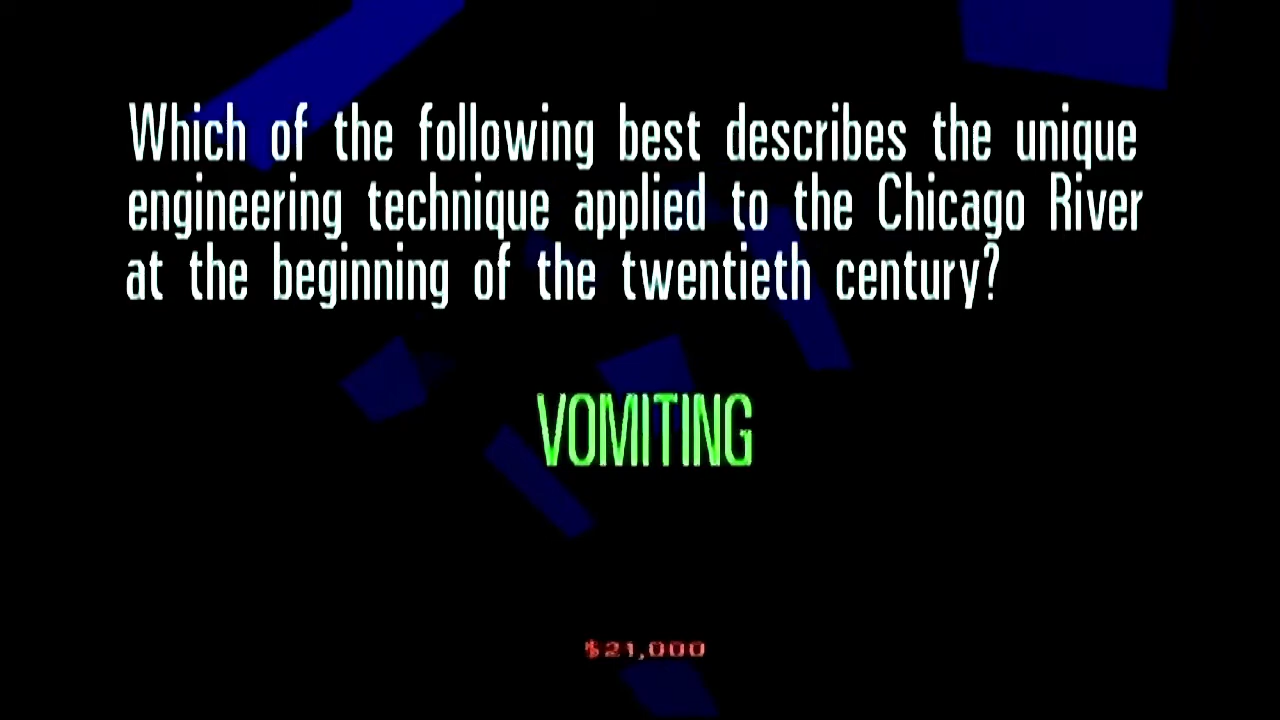 Which of the following best describes the unique
engineering technique applied to the Chicago River
at the beginning of the twentieth century?
VOMITING
$21,000